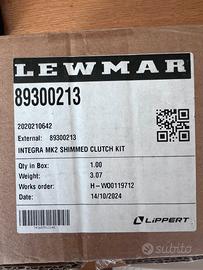 LEWMAR
89300213
2020210642
External: 89300213
INTEGRA MK2 SHIMMED CLUTCH KIT
Qty in Box: 1.00
Weight: 3.07
Works order: H-WO0119712
Date: 14/10/2024
LIPPERT
subito